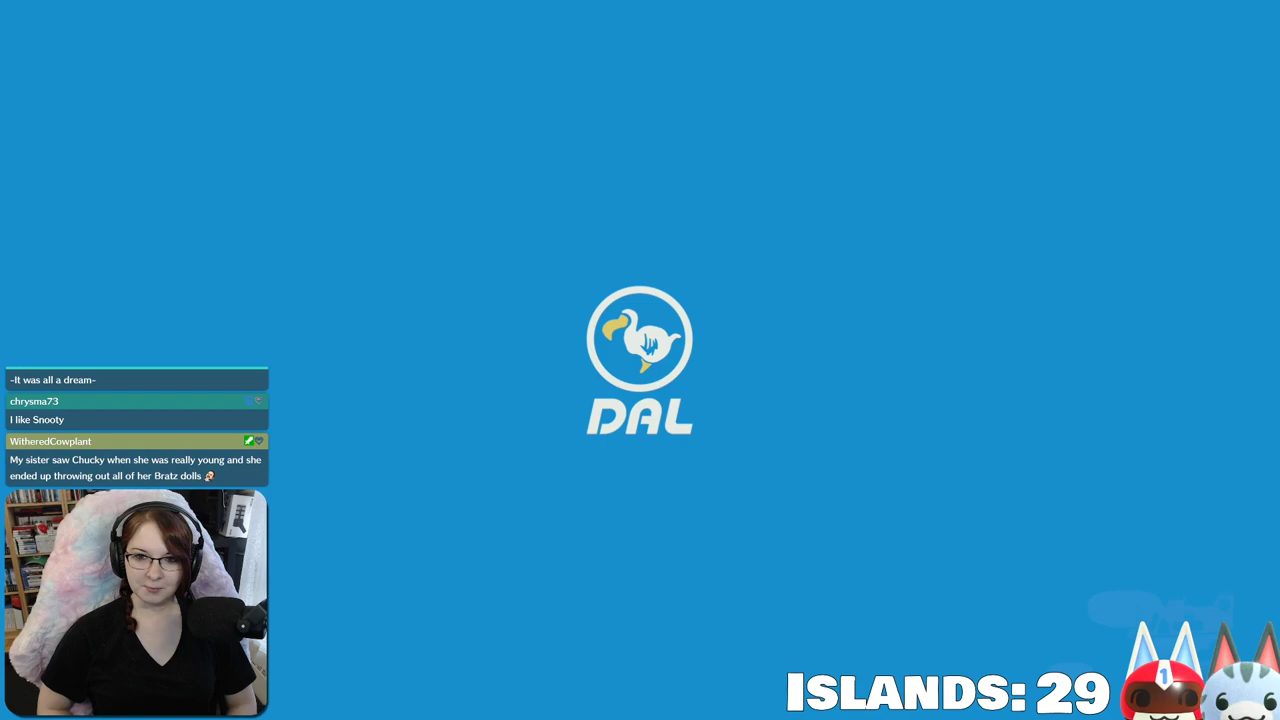 -It was all a dream-
chrysma73
I like Snooty
WitheredCowplant
My sister saw Chucky when she was really young and she
ended up throwing out all of her Bratz dolls
DAL
ISLANDS: 29
1